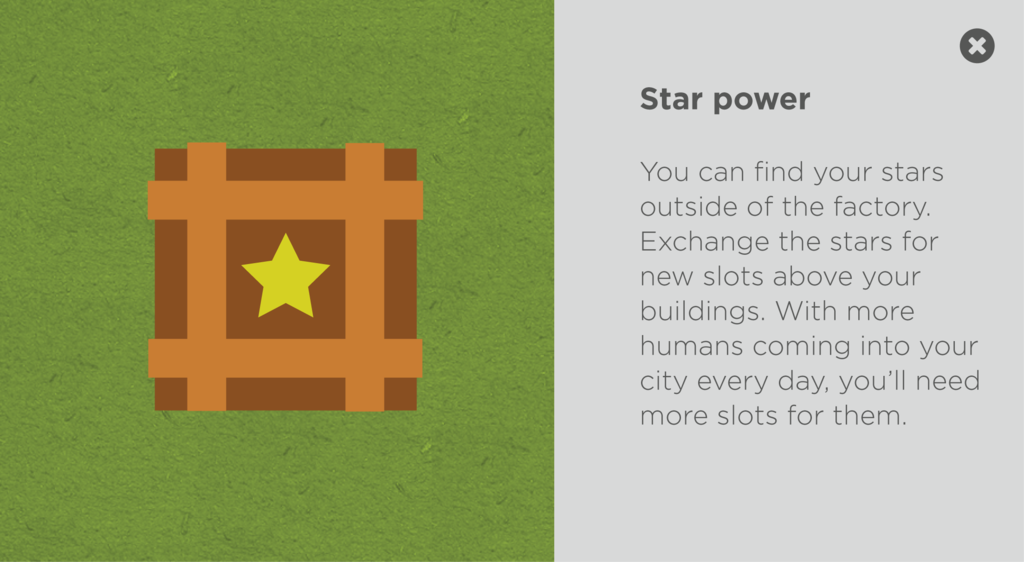 Star power
You can find your stars
outside of the factory.
Exchange the stars for
new slots above your
buildings. With more
humans coming into your
city every day, you’ll need
more slots for them.